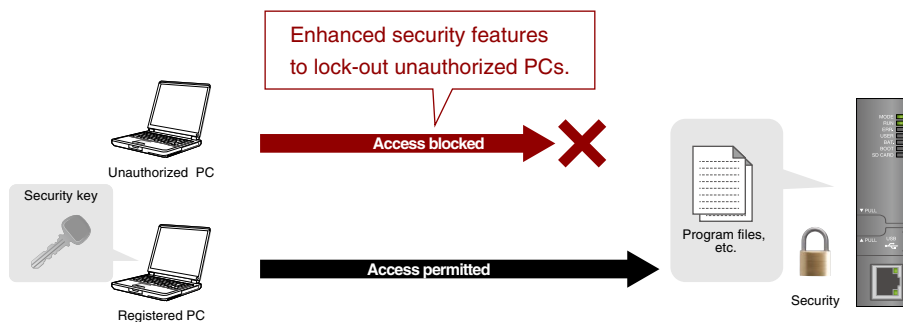 Enhanced security features
to lock-out unauthorized PCs.
Access blocked
Unauthorized PC
Security key
Registered PC
Access permitted
Program files,
etc.
Security
MODE
RUN
ERR.
USER
BAT.
BOOT
SD CARD
▼ PULL
▲ PULL
USB